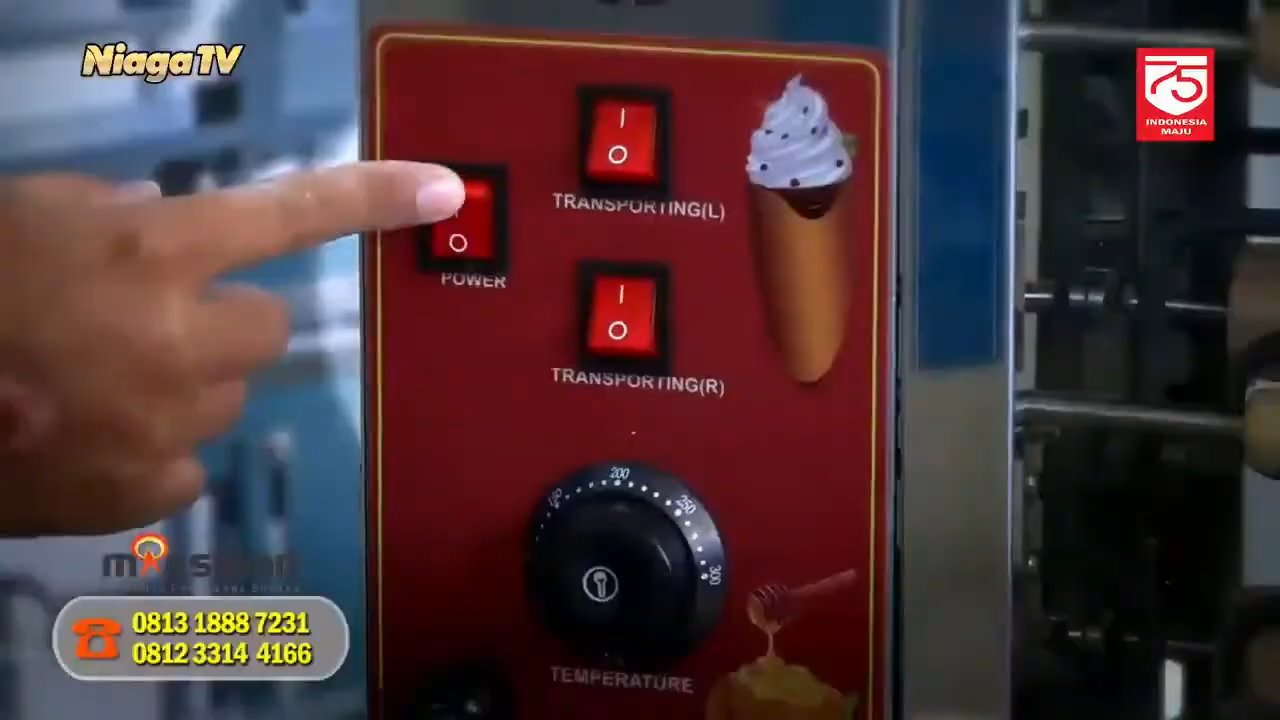 NiagaTV
75
INDONESIA
MAJU
I
O
TRANSPORTING(L)
O
POWER
I
O
TRANSPORTING(R)
200
250
300
TEMPERATURE
0813 1888 7231
0812 3314 4166